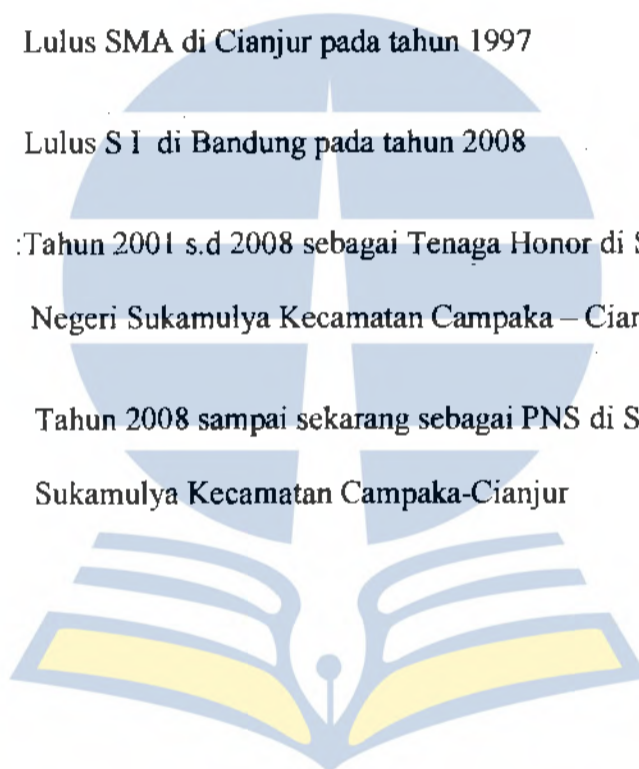 Lulus SMA di Cianjur pada tahun 1997
Lulus S I di Bandung pada tahun 2008
:Tahun 2001 s.d 2008 sebagai Tenaga Honor di
Negeri Sukamulya Kecamatan Campaka – Cian
Tahun 2008 sampai sekarang sebagai PNS di S
Sukamulya Kecamatan Campaka-Cianjur